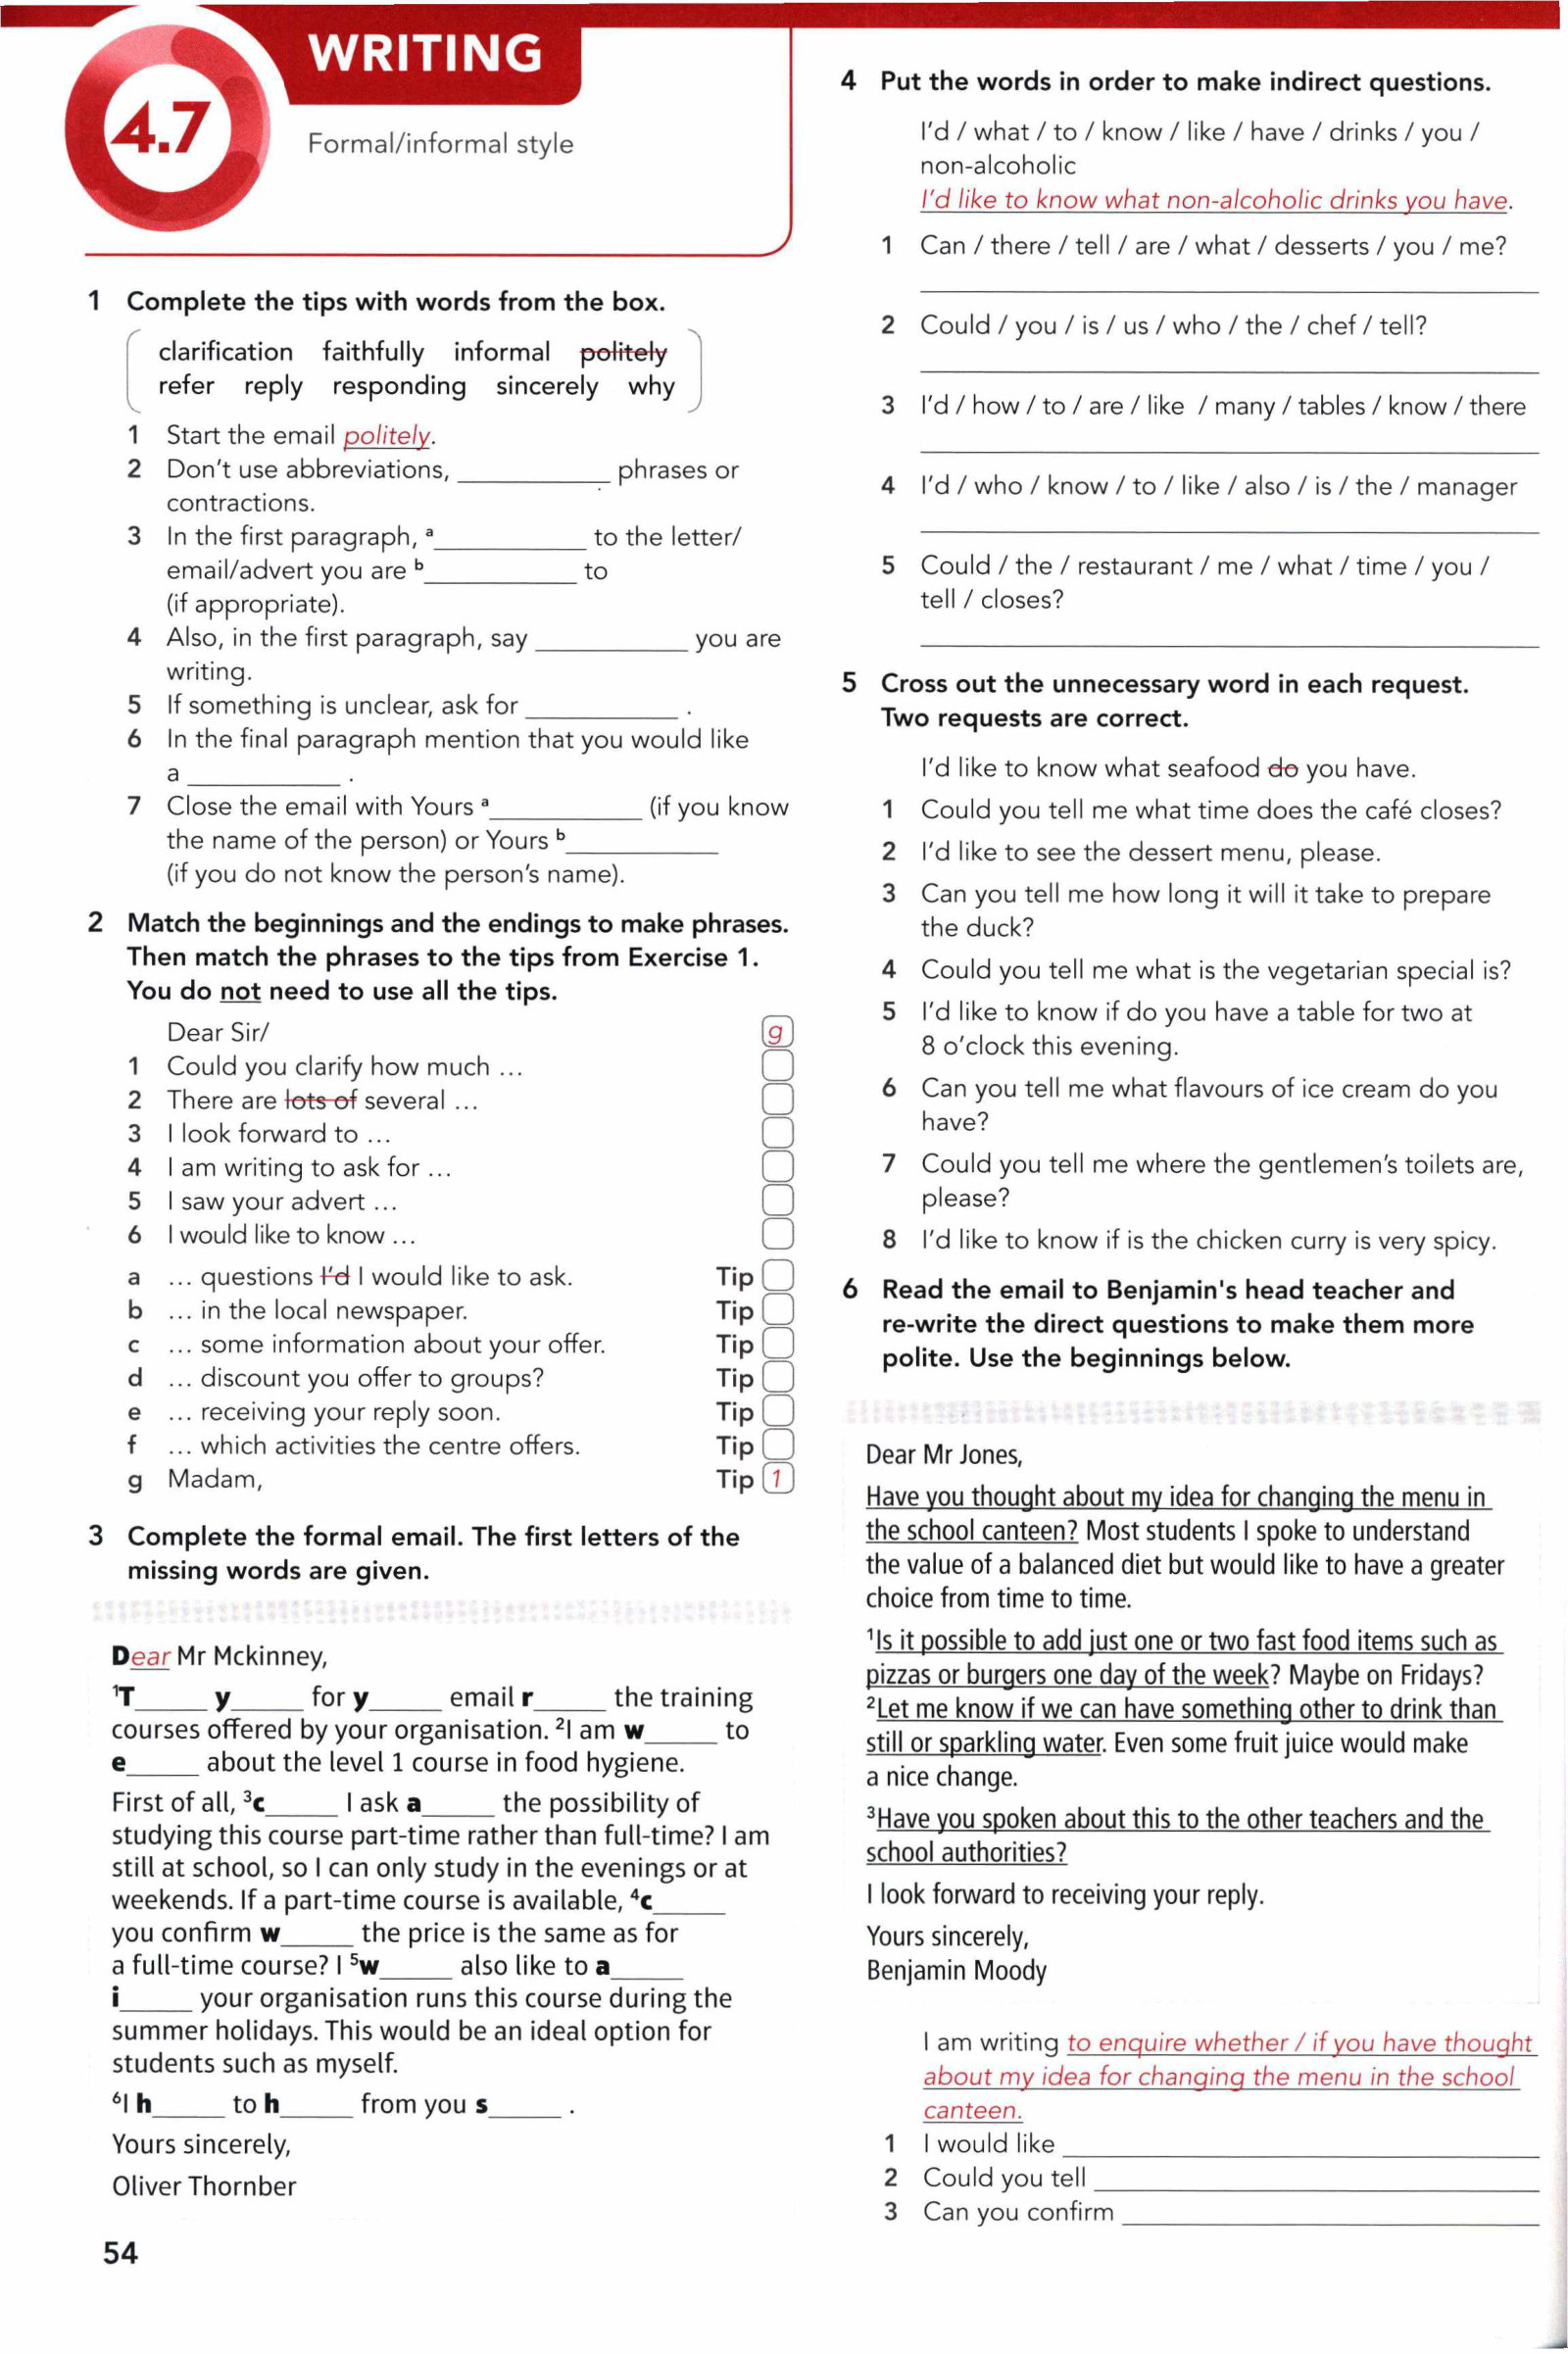 WRITING
4.7
Formal/informal style
1 Complete the tips with words from the box.
clarification faithfully informal politely
refer reply responding sincerely why
1 Start the email politely.
2 Don't use abbreviations, ____________ phrases or
contractions.
3 In the first paragraph, a____________ to the letter/
email/advert you are b____________ to
(if appropriate).
4 Also, in the first paragraph, say ____________ you are
writing.
5 If something is unclear, ask for ____________ .
6 In the final paragraph mention that you would like
a ____________ .
7 Close the email with Yours a____________ (if you know
the name of the person) or Yours b____________
(if you do not know the person's name).
2 Match the beginnings and the endings to make phrases.
Then match the phrases to the tips from Exercise 1.
You do not need to use all the tips.
Dear Sir/ g
1 Could you clarify how much ...
2 There are lots of several ...
3 I look forward to ...
4 I am writing to ask for ...
5 I saw your advert ...
6 I would like to know ...
a ... questions I'd I would like to ask. Tip
b ... in the local newspaper. Tip
c ... some information about your offer. Tip
d ... discount you offer to groups? Tip
e ... receiving your reply soon. Tip
f ... which activities the centre offers. Tip
g Madam, Tip 1
3 Complete the formal email. The first letters of the
missing words are given.
Dear Mr Mckinney,
1T______ y______ for y______ email r______ the training
courses offered by your organisation. 2I am w______ to
e______ about the level 1 course in food hygiene.
First of all, 3c______ I ask a______ the possibility of
studying this course part-time rather than full-time? I am
still at school, so I can only study in the evenings or at
weekends. If a part-time course is available, 4c______
you confirm w______ the price is the same as for
a full-time course? I 5w______ also like to a______
i______ your organisation runs this course during the
summer holidays. This would be an ideal option for
students such as myself.
6I h______ to h______ from you s______ .
Yours sincerely,
Oliver Thornber
54
4 Put the words in order to make indirect questions.
I'd / what / to / know / like / have / drinks / you /
non-alcoholic
I'd like to know what non-alcoholic drinks you have.
1 Can / there / tell / are / what / desserts / you / me?
2 Could / you / is / us / who / the / chef / tell?
3 I'd / how / to / are / like / many / tables / know / there
4 I'd / who / know / to / like / also / is / the / manager
5 Could / the / restaurant / me / what / time / you /
tell / closes?
5 Cross out the unnecessary word in each request.
Two requests are correct.
I'd like to know what seafood do you have.
1 Could you tell me what time does the café closes?
2 I'd like to see the dessert menu, please.
3 Can you tell me how long it will it take to prepare
the duck?
4 Could you tell me what is the vegetarian special is?
5 I'd like to know if do you have a table for two at
8 o'clock this evening.
6 Can you tell me what flavours of ice cream do you
have?
7 Could you tell me where the gentlemen's toilets are,
please?
8 I'd like to know if is the chicken curry is very spicy.
6 Read the email to Benjamin's head teacher and
re-write the direct questions to make them more
polite. Use the beginnings below.
Dear Mr Jones,
Have you thought about my idea for changing the menu in
the school canteen? Most students I spoke to understand
the value of a balanced diet but would like to have a greater
choice from time to time.
1Is it possible to add just one or two fast food items such as
pizzas or burgers one day of the week? Maybe on Fridays?
2Let me know if we can have something other to drink than
still or sparkling water. Even some fruit juice would make
a nice change.
3Have you spoken about this to the other teachers and the
school authorities?
I look forward to receiving your reply.
Yours sincerely,
Benjamin Moody
I am writing to enquire whether / if you have thought
about my idea for changing the menu in the school
canteen.
1 I would like ____________
2 Could you tell ____________
3 Can you confirm ____________